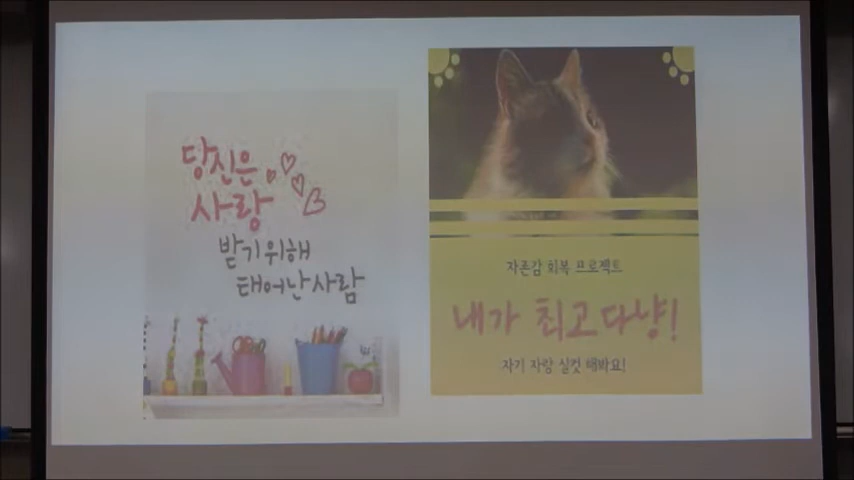 당신은
사랑
받기위해
태어난사람
자존감 회복 프로젝트
내가 최고다냥!
자기 자랑 실컷 해봐요!